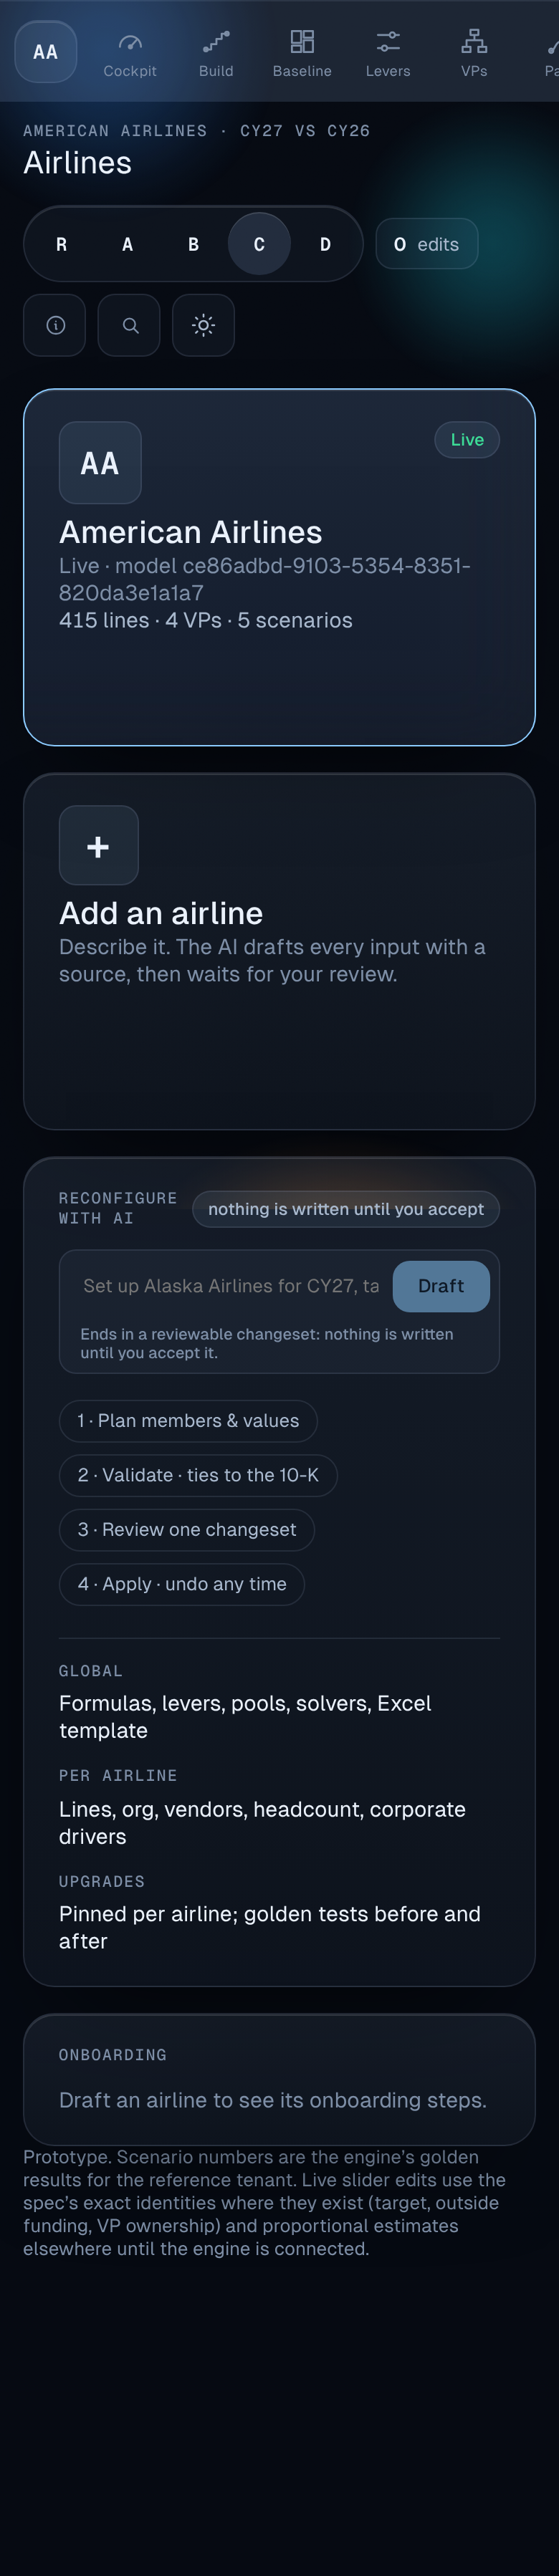 AA
Cockpit
Build
Baseline
Levers
VPs
AMERICAN AIRLINES · CY27 VS CY26
Airlines
R A B C D
0 edits
AA
Live
American Airlines
Live · model ce86adbd-9103-5354-8351-
820da3e1a1a7
415 lines · 4 VPs · 5 scenarios
+
Add an airline
Describe it. The AI drafts every input with a
source, then waits for your review.
RECONFIGURE
WITH AI
nothing is written until you accept
Set up Alaska Airlines for CY27, ta
Draft
Ends in a reviewable changeset: nothing is written
until you accept it.
1 · Plan members & values
2 · Validate · ties to the 10-K
3 · Review one changeset
4 · Apply · undo any time
GLOBAL
Formulas, levers, pools, solvers, Excel
template
PER AIRLINE
Lines, org, vendors, headcount, corporate
drivers
UPGRADES
Pinned per airline; golden tests before and
after
ONBOARDING
Draft an airline to see its onboarding steps.
Prototype. Scenario numbers are the engine's golden
results for the reference tenant. Live slider edits use the
spec's exact identities where they exist (target, outside
funding, VP ownership) and proportional estimates
elsewhere until the engine is connected.